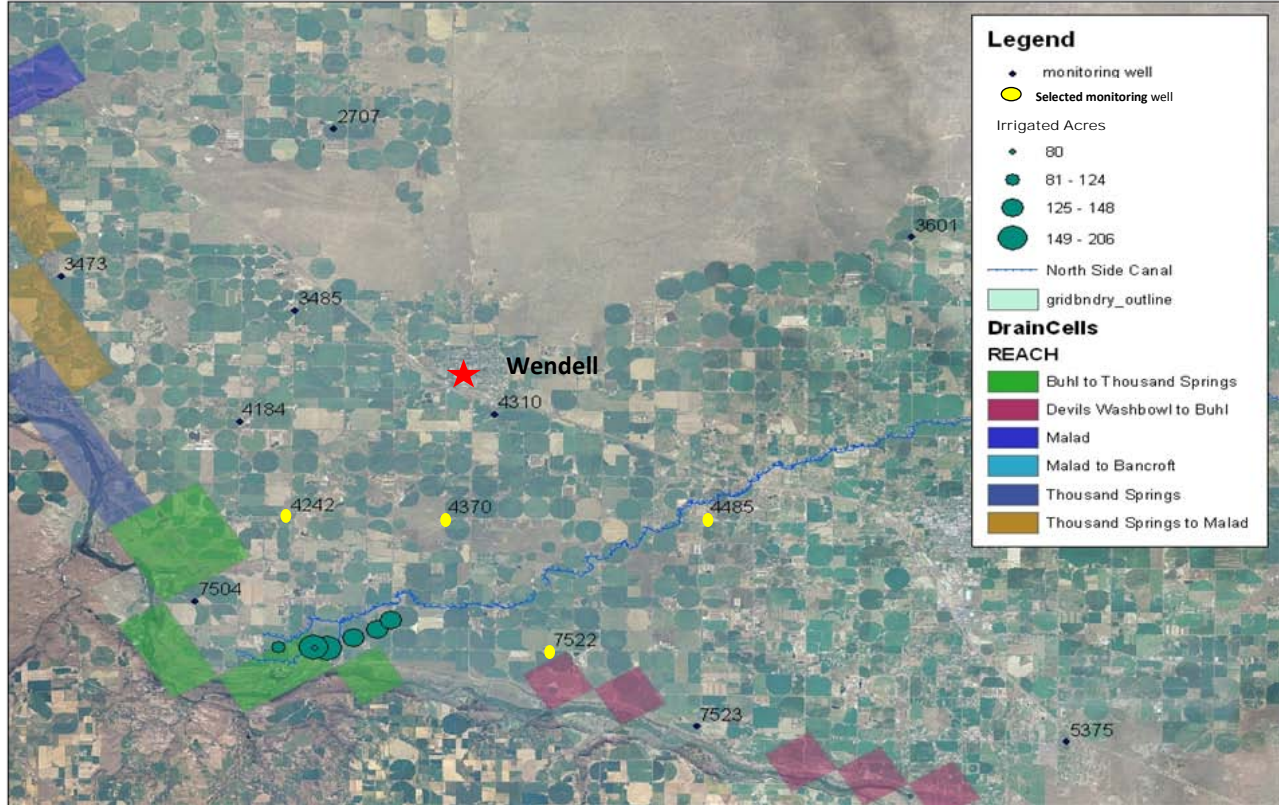 Legend
monitoring well
Selected monitoring well
Irrigated Acres
80
81 - 124
125 - 148
149 - 206
North Side Canal
gridbndry_outline
DrainCells
REACH
Buhl to Thousand Springs
Devils Washbowl to Buhl
Malad
Malad to Bancroft
Thousand Springs
Thousand Springs to Malad
2707
3601
3473
3485
Wendell
4310
4184
4242
4370
4485
7504
7522
7523
5375